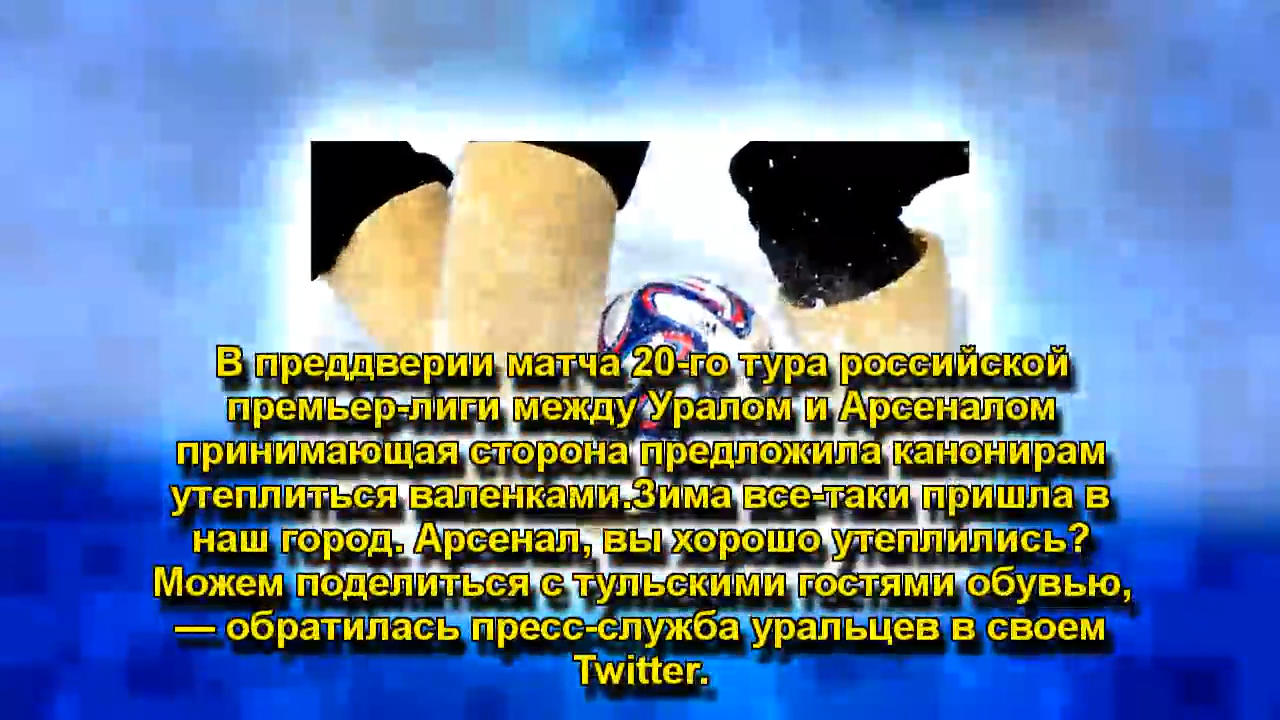 В преддверии матча 20-го тура российской
премьер-лиги между Уралом и Арсеналом
принимающая сторона предложила канонирам
утеплиться валенками.Зима все-таки пришла в
наш город. Арсенал, вы хорошо утеплились?
Можем поделиться с тульскими гостями обувью,
— обратилась пресс-служба уральцев в своем
Twitter.